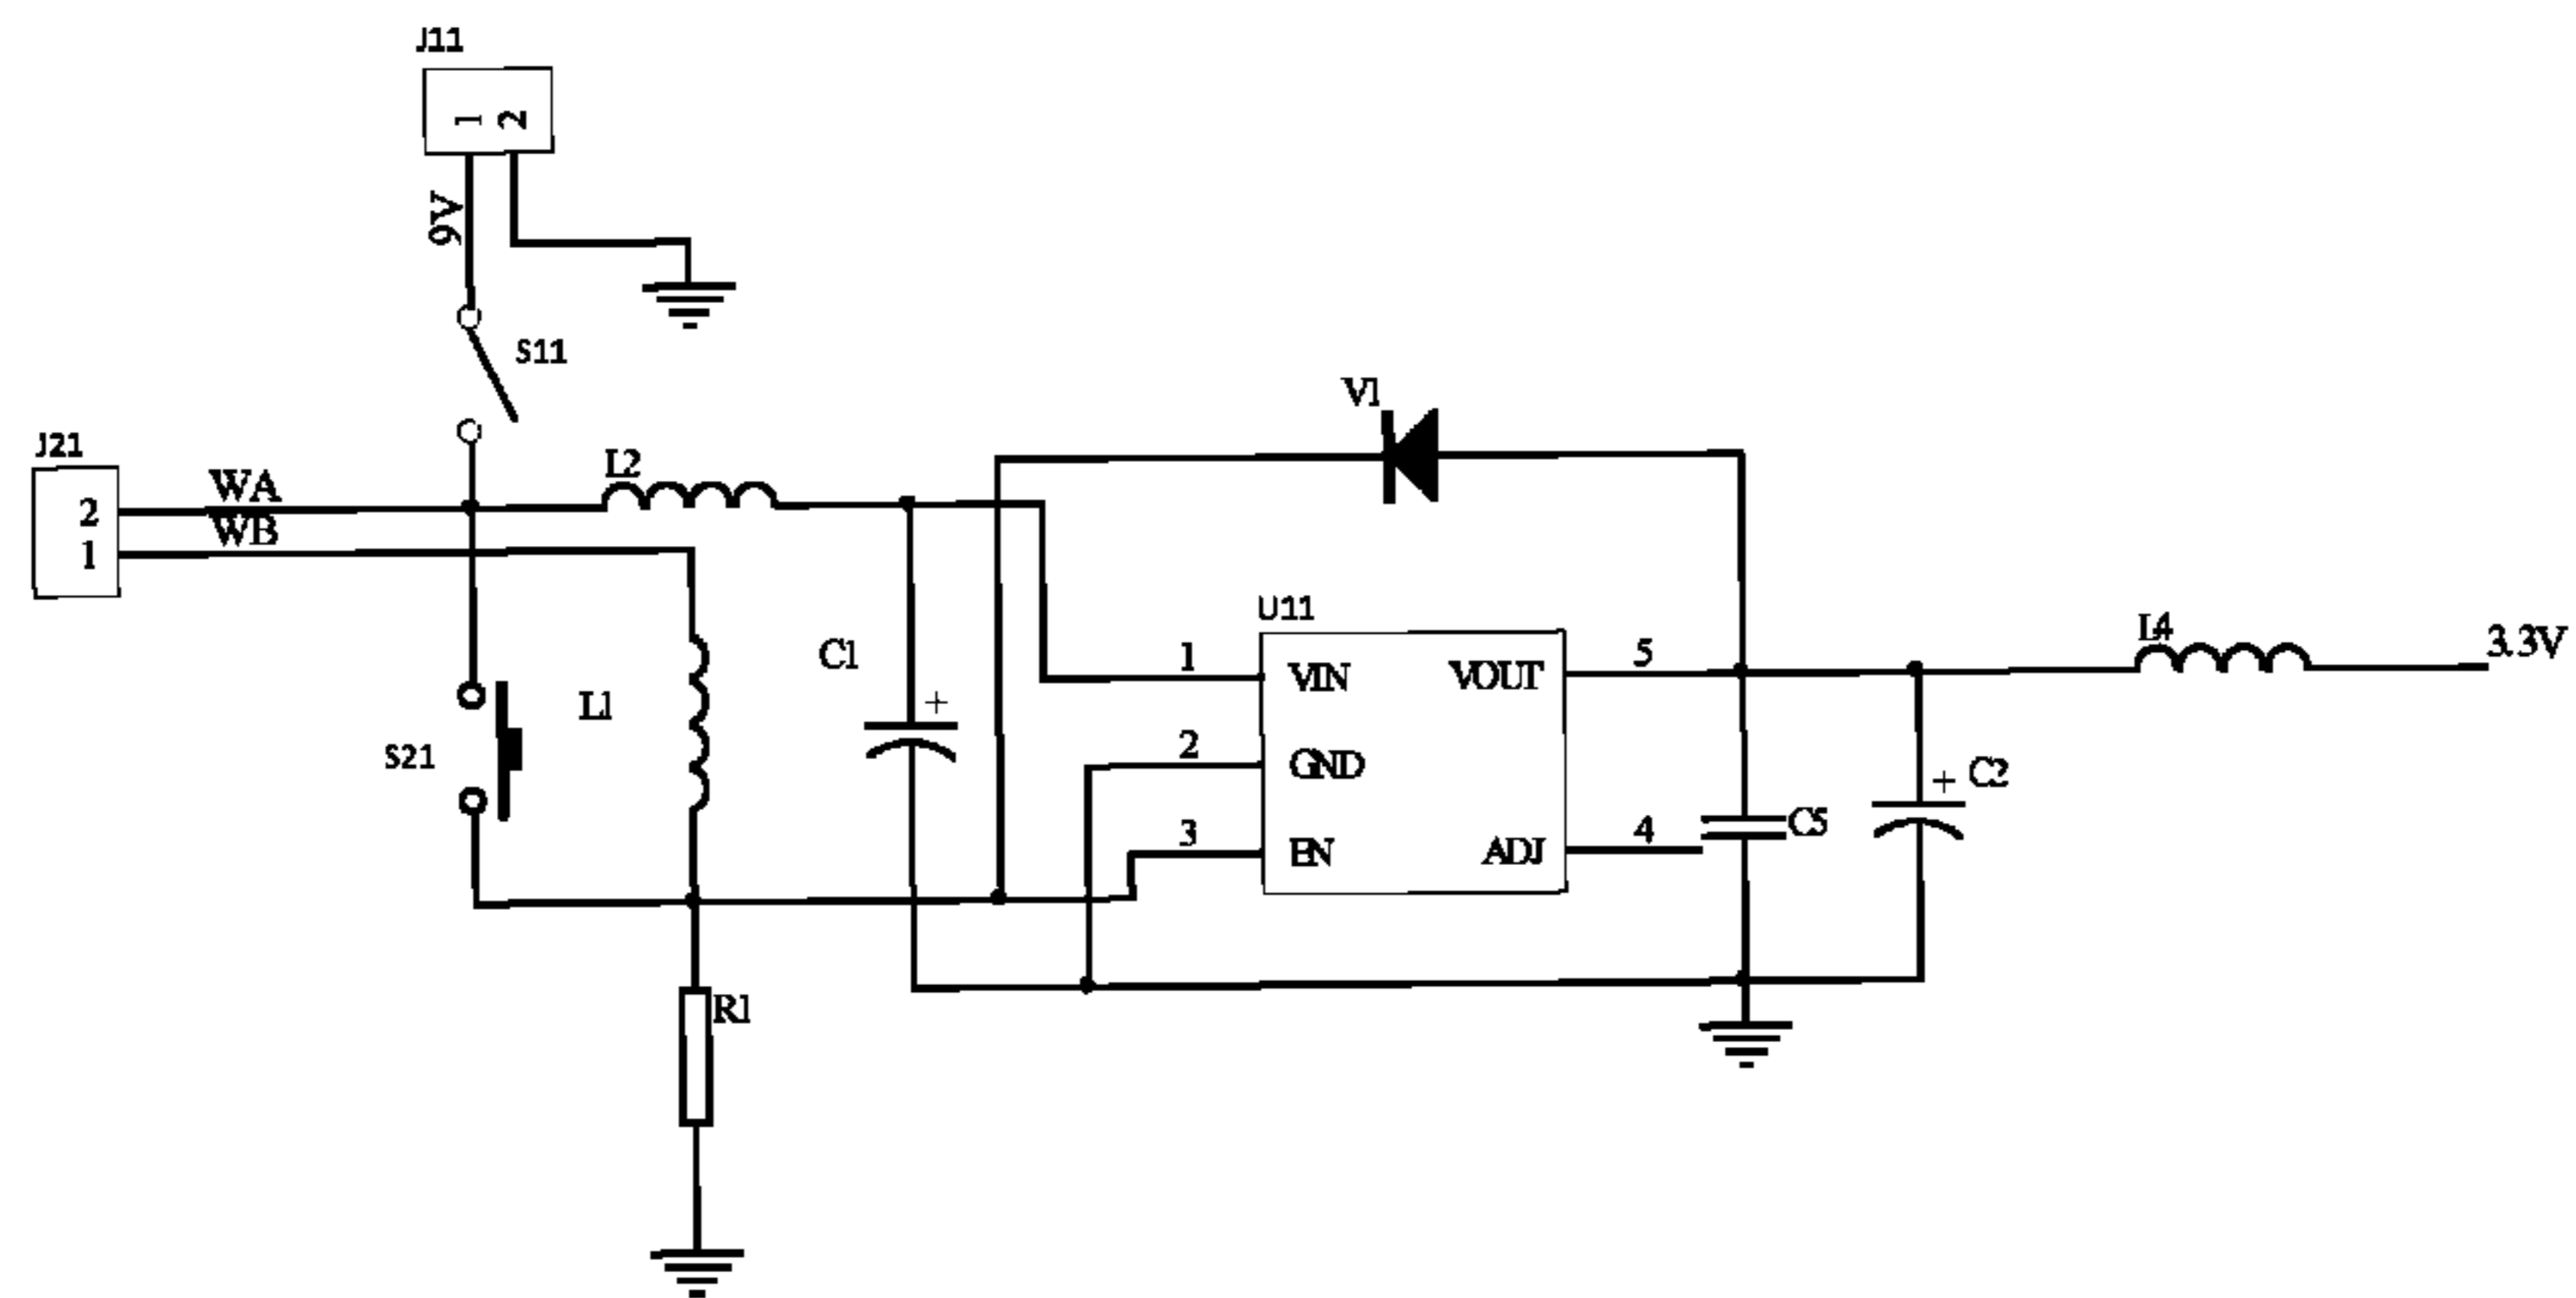 J11
1 2
9V
S11
V1
J21
WA
L2
2
WB
1
U11
C1
+
1
VIN
VOUT
5
L4
3.3V
L1
S21
2
GND
+
C2
3
EN
ADJ
4
C5
R1